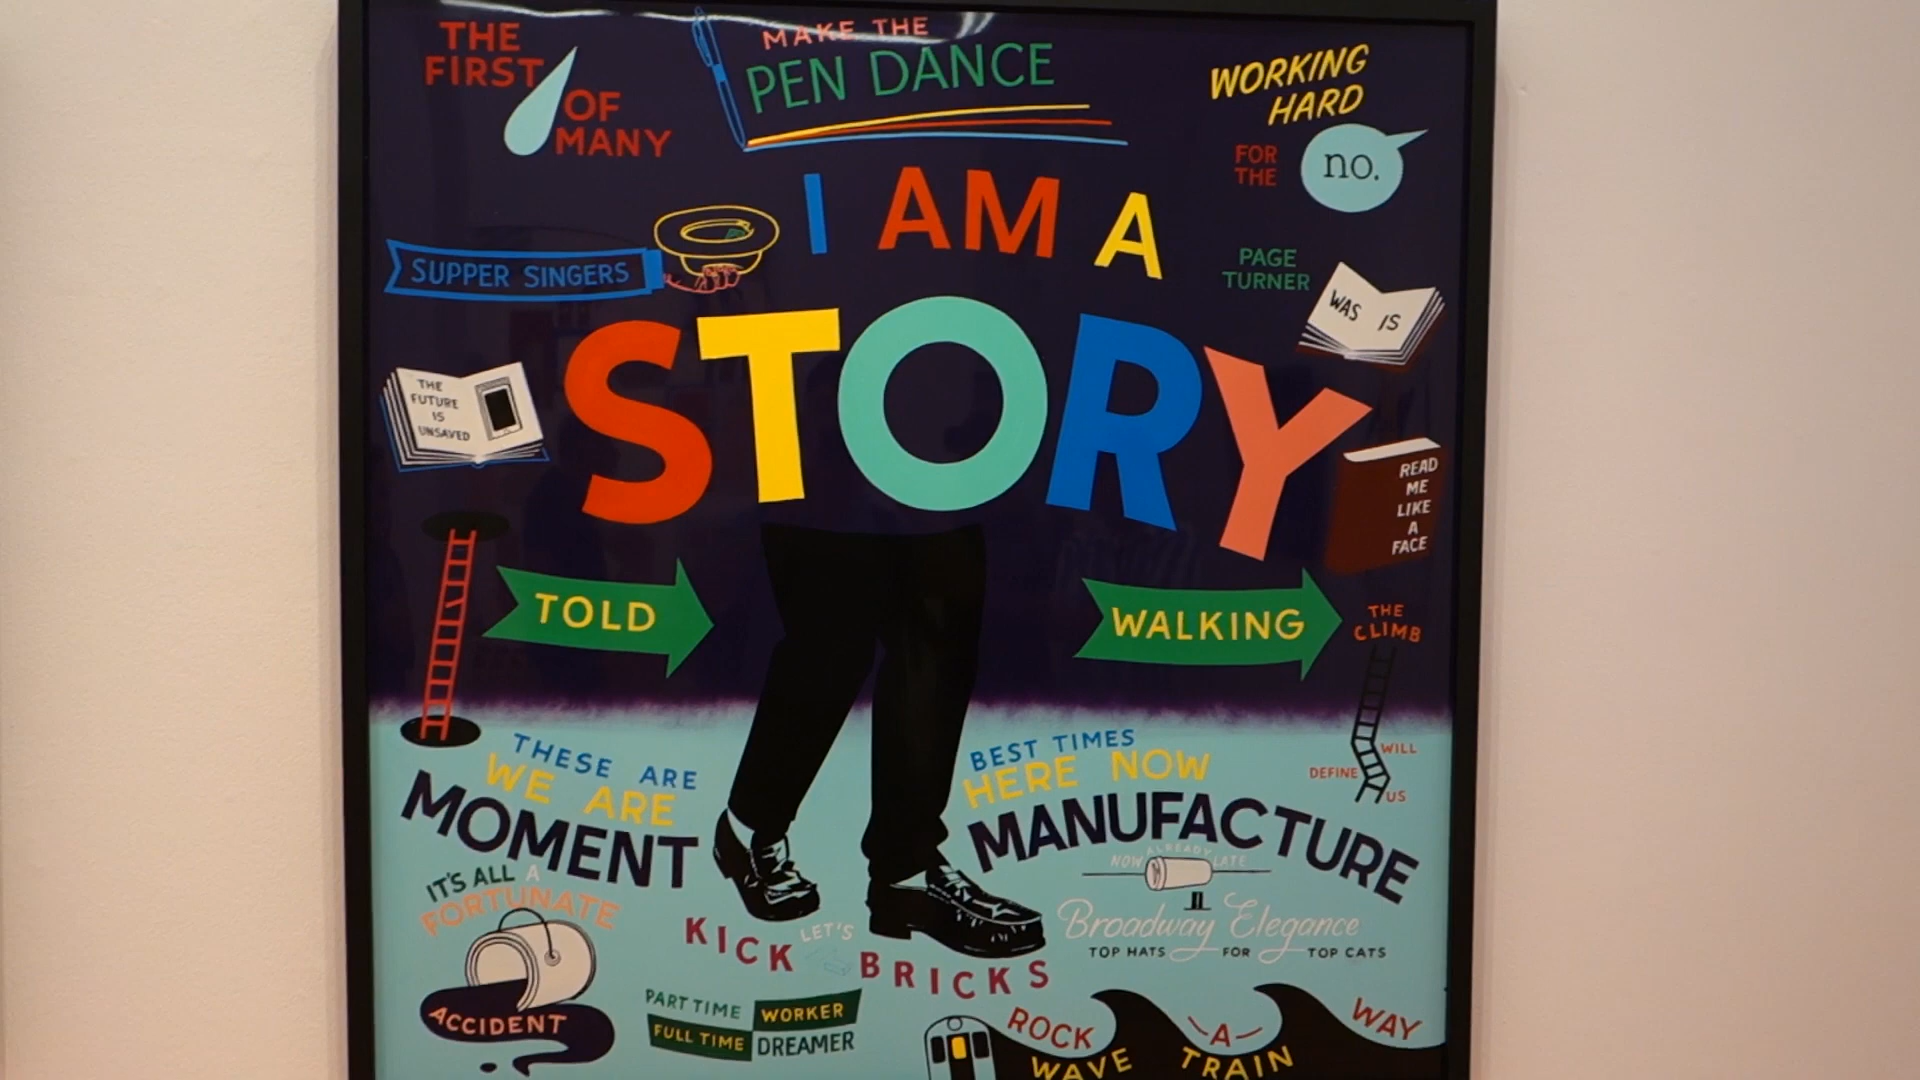 THE
FIRST
OF
MANY
MAKE THE
PEN DANCE
WORKING
HARD
FOR
THE
no.
I AM A
STORY
SUPPER SINGERS
PAGE
TURNER
WAS IS
THE
FUTURE
IS
UNSAVED
READ
ME
LIKE
A
FACE
TOLD
WALKING
THE
CLIMB
WILL
DEFINE
US
THESE ARE
WE ARE
MOMENT
BEST TIMES
HERE NOW
MANUFACTURE
NOW ALREADY LATE
Broadway Elegance
TOP HATS FOR TOP CATS
IT'S ALL A
FORTUNATE
ACCIDENT
LET'S
KICK BRICKS
PART TIME WORKER
FULL TIME DREAMER
ROCK -A- WAY
WAVE TRAIN